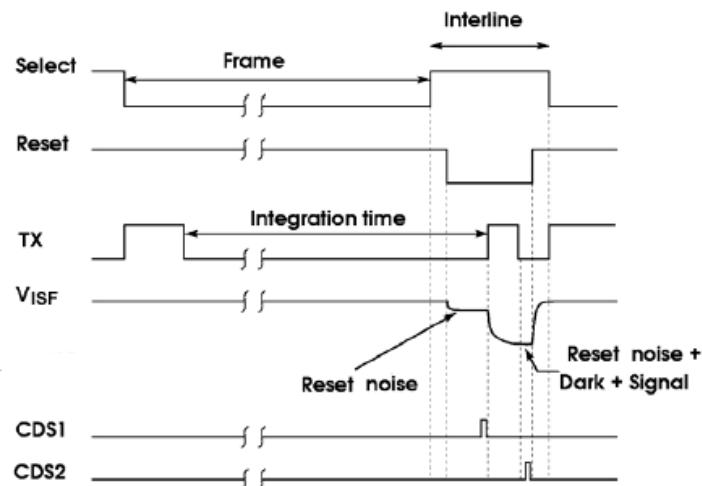 Interline
Frame
Select
Reset
Integration time
TX
VISF
Reset noise +
Dark + Signal
Reset noise
CDS1
CDS2